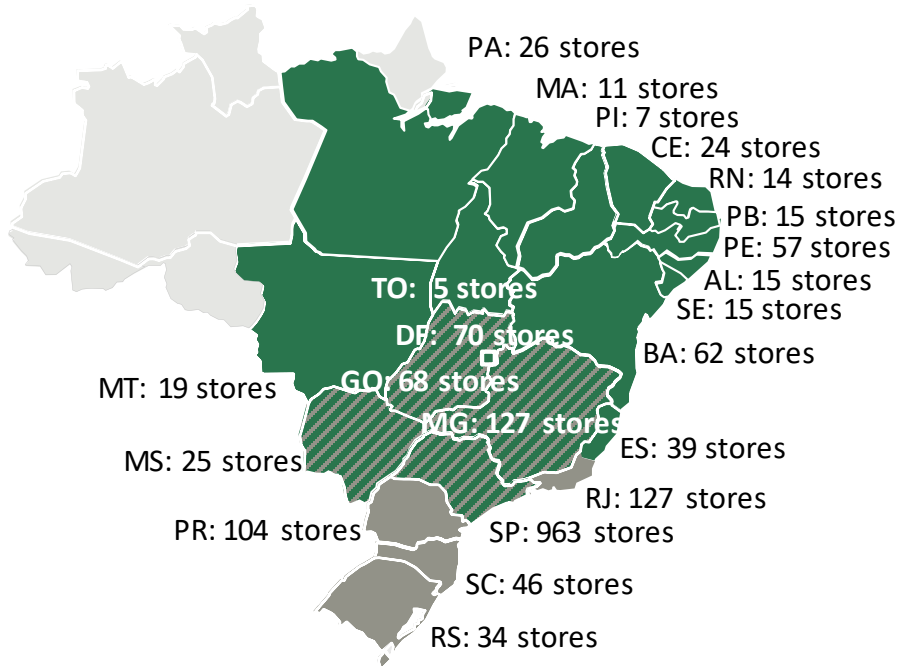 PA: 26 stores
MA: 11 stores
PI: 7 stores
CE: 24 stores
RN: 14 stores
PB: 15 stores
PE: 57 stores
AL: 15 stores
TO: 5 stores
SE: 15 stores
DF: 70 stores
BA: 62 stores
GO: 68 stores
MT: 19 stores
MG: 127 stores
ES: 39 stores
MS: 25 stores
RJ: 127 stores
PR: 104 stores
SP: 963 stores
SC: 46 stores
RS: 34 stores